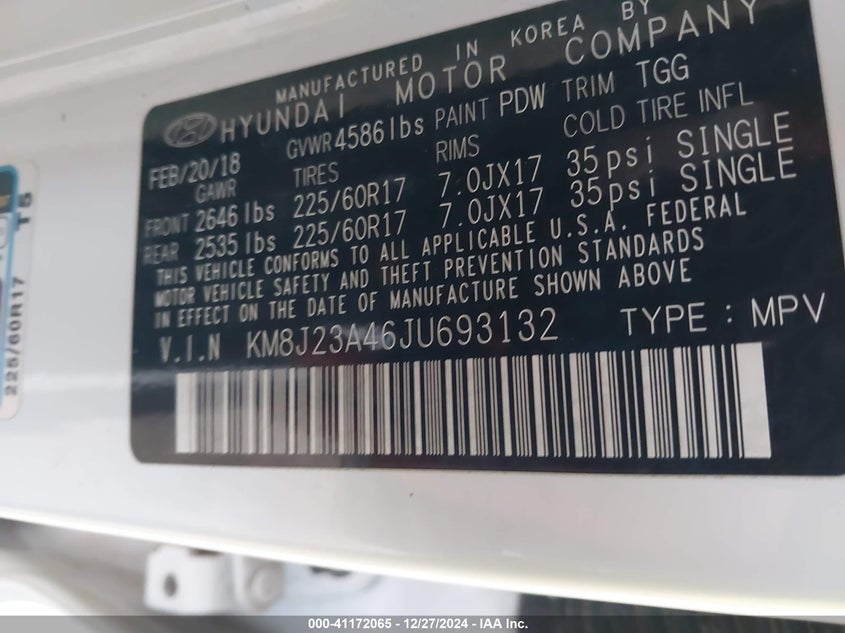 MANUFACTURED IN KOREA BY
HYUNDAI MOTOR COMPANY
FEB/20/18 GVWR 4586 lbs PAINT PDW TRIM TGG
GAWR TIRES RIMS COLD TIRE INFL
FRONT 2646 lbs 225/60R17 7.0JX17 35psi SINGLE
REAR 2535 lbs 225/60R17 7.0JX17 35psi SINGLE
THIS VEHICLE CONFORMS TO ALL APPLICABLE U.S.A. FEDERAL
MOTOR VEHICLE SAFETY AND THEFT PREVENTION STANDARDS
IN EFFECT ON THE DATE OF MANUFACTURE SHOWN ABOVE
V.I.N KM8J23A46JU693132 TYPE : MPV
225/60R17 T5
000-41172065 - 12/27/2024 - IAA Inc.